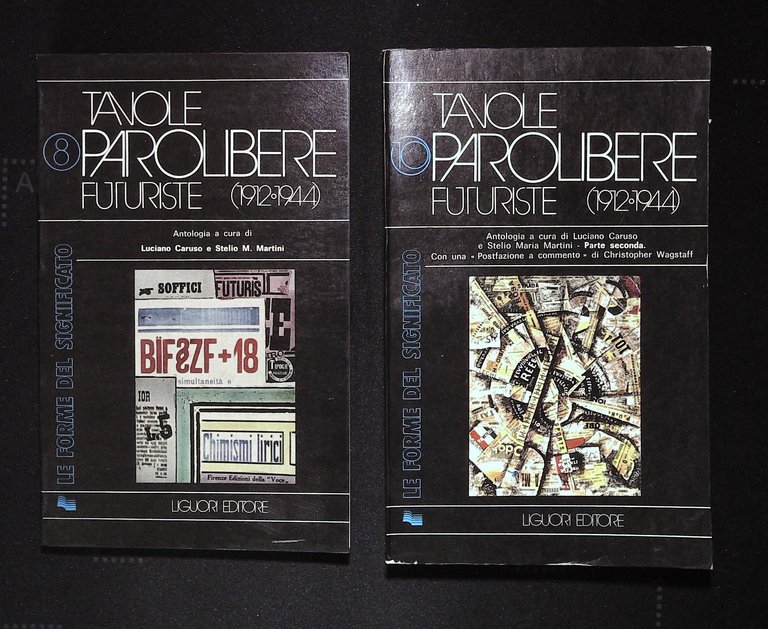 TAVOLE
8 PAROLIBERE
FUTURISTE (1912•1944)
Antologia a cura di
Luciano Caruso e Stelio M. Martini
LE FORME DEL SIGNIFICATO
SOFFICI
FUTURIS
BÏF§ZF+18
simultaneità e
Chimismi lirici
Firenze Edizioni della "Voce"
LIGUORI EDITORE
TAVOLE
10 PAROLIBERE
FUTURISTE (1912•1944)
Antologia a cura di Luciano Caruso
e Stelio Maria Martini - Parte seconda.
Con una « Postfazione a commento » di Christopher Wagstaff
LE FORME DEL SIGNIFICATO
LIGUORI EDITORE